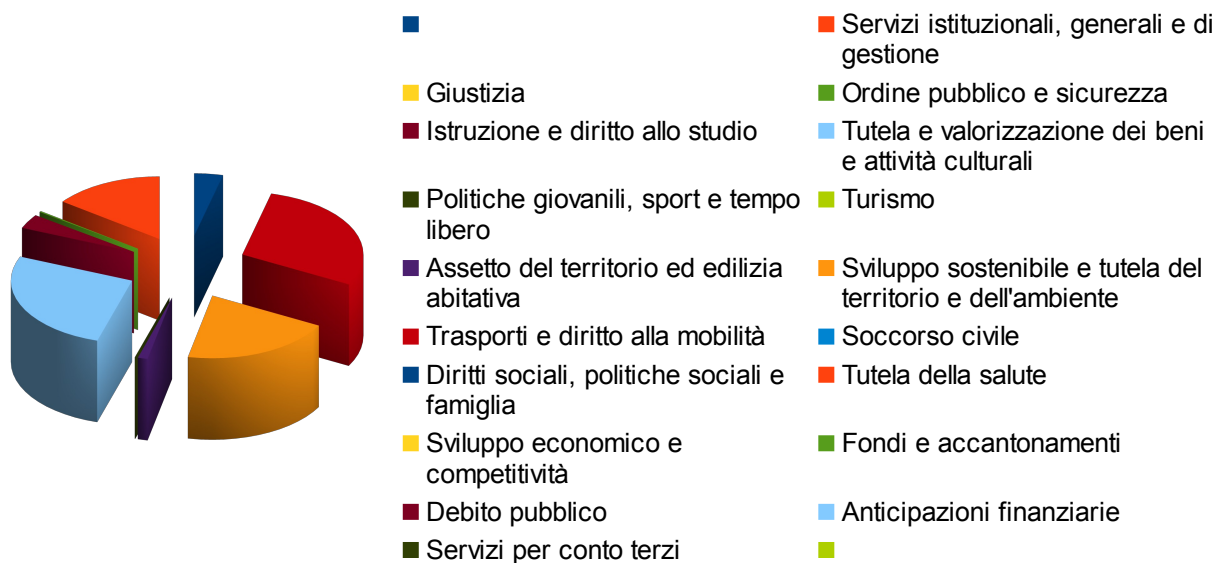 Servizi istituzionali, generali e di
gestione
Giustizia
Ordine pubblico e sicurezza
Istruzione e diritto allo studio
Tutela e valorizzazione dei beni
e attività culturali
Politiche giovanili, sport e tempo
libero
Turismo
Assetto del territorio ed edilizia
abitativa
Sviluppo sostenibile e tutela del
territorio e dell'ambiente
Trasporti e diritto alla mobilità
Soccorso civile
Diritti sociali, politiche sociali e
famiglia
Tutela della salute
Sviluppo economico e
competitività
Fondi e accantonamenti
Debito pubblico
Anticipazioni finanziarie
Servizi per conto terzi